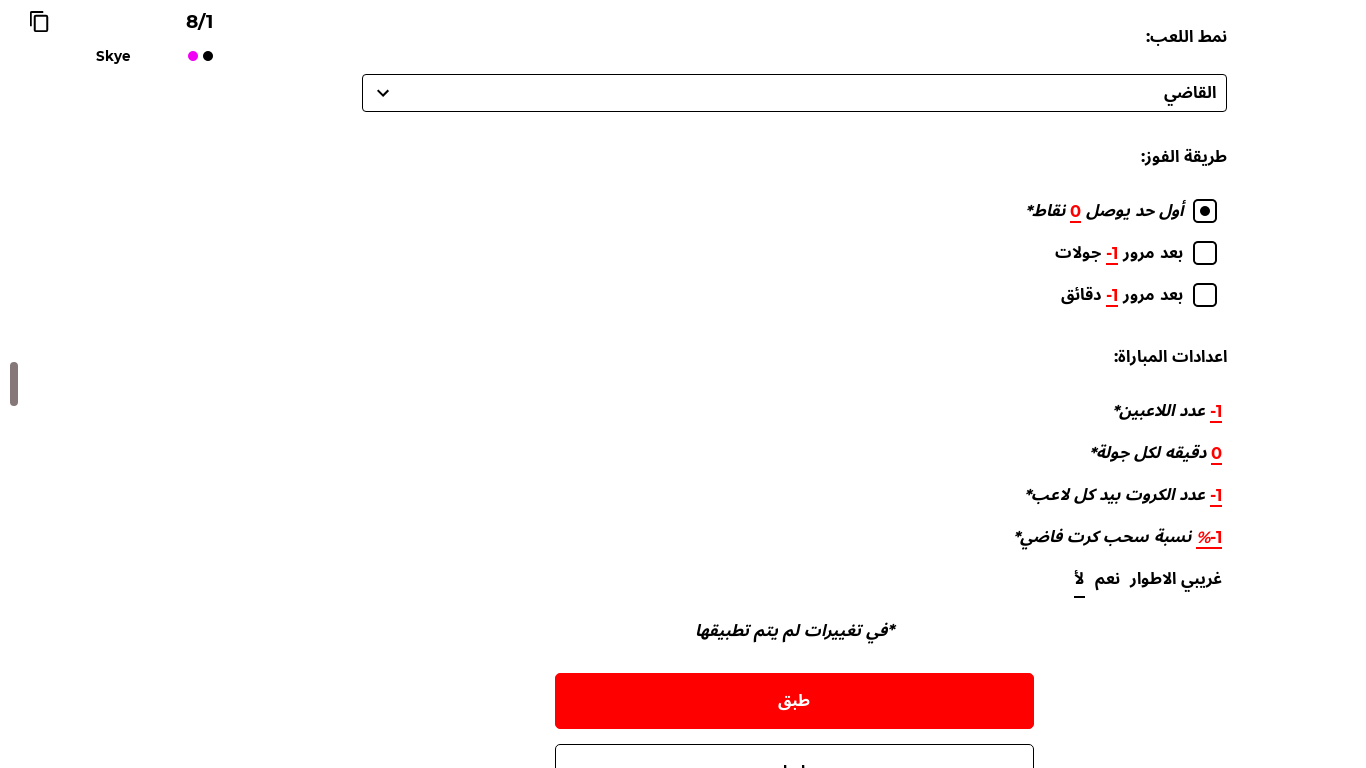 8/1
Skye
نمط اللعب:
القاضي
طريقة الفوز:
أول حد يوصل 0 نقاط*
بعد مرور 1- جولات
بعد مرور 1- دقائق
اعدادات المباراة:
1- عدد اللاعبين*
0 دقيقه لكل جولة*
1- عدد الكروت بيد كل لاعب*
1-% نسبة سحب كرت فاضي*
غريبي الاطوار نعم لأ
*في تغييرات لم يتم تطبيقها
طبق